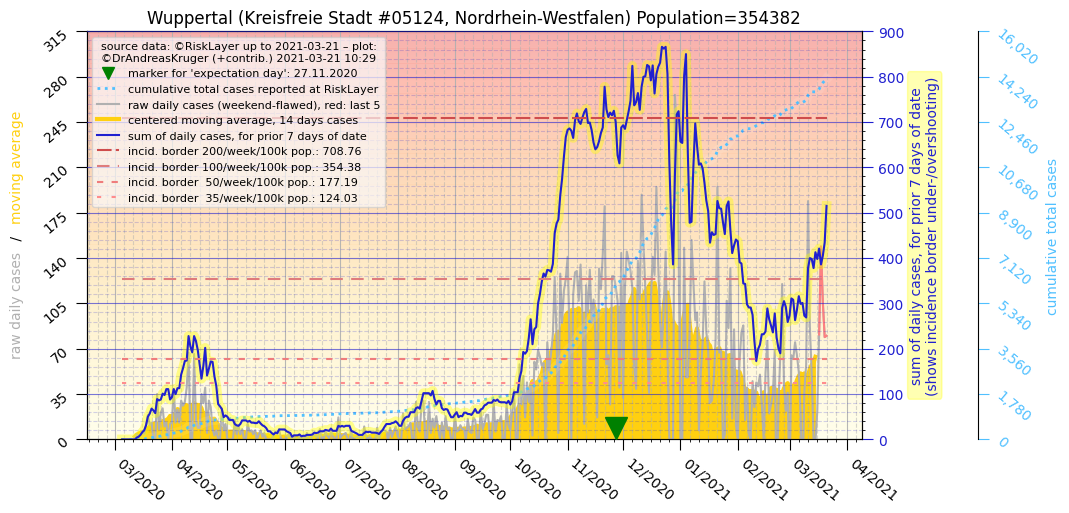 Wuppertal (Kreisfreie Stadt #05124, Nordrhein-Westfalen) Population=354382
source data: ©RiskLayer up to 2021-03-21 – plot:
©DrAndreasKruger (+contrib.) 2021-03-21 10:29
marker for 'expectation day': 27.11.2020
cumulative total cases reported at RiskLayer
raw daily cases (weekend-flawed), red: last 5
centered moving average, 14 days cases
sum of daily cases, for prior 7 days of date
incid. border 200/week/100k pop.: 708.76
incid. border 100/week/100k pop.: 354.38
incid. border 50/week/100k pop.: 177.19
incid. border 35/week/100k pop.: 124.03
raw daily cases / moving average
315
280
245
210
175
140
105
70
35
0
03/2020
04/2020
05/2020
06/2020
07/2020
08/2020
09/2020
10/2020
11/2020
12/2020
01/2021
02/2021
03/2021
04/2021
900
800
700
600
500
400
300
200
100
0
sum of daily cases, for prior 7 days of date
(shows incidence border under-/overshooting)
16,020
14,240
12,460
10,680
8,900
7,120
5,340
3,560
1,780
0
cumulative total cases